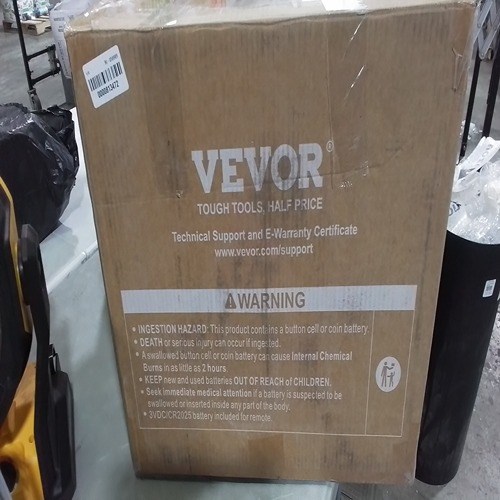 0000813472
VEVOR®
TOUGH TOOLS, HALF PRICE
Technical Support and E-Warranty Certificate
www.vevor.com/support
⚠WARNING
• INGESTION HAZARD: This product contains a button cell or coin battery.
• DEATH or serious injury can occur if ingested.
• A swallowed button cell or coin battery can cause Internal Chemical
Burns in as little as 2 hours.
• KEEP new and used batteries OUT OF REACH of CHILDREN.
• Seek immediate medical attention if a battery is suspected to be
swallowed or inserted inside any part of the body.
• 3VDC/CR2025 battery included for remote.